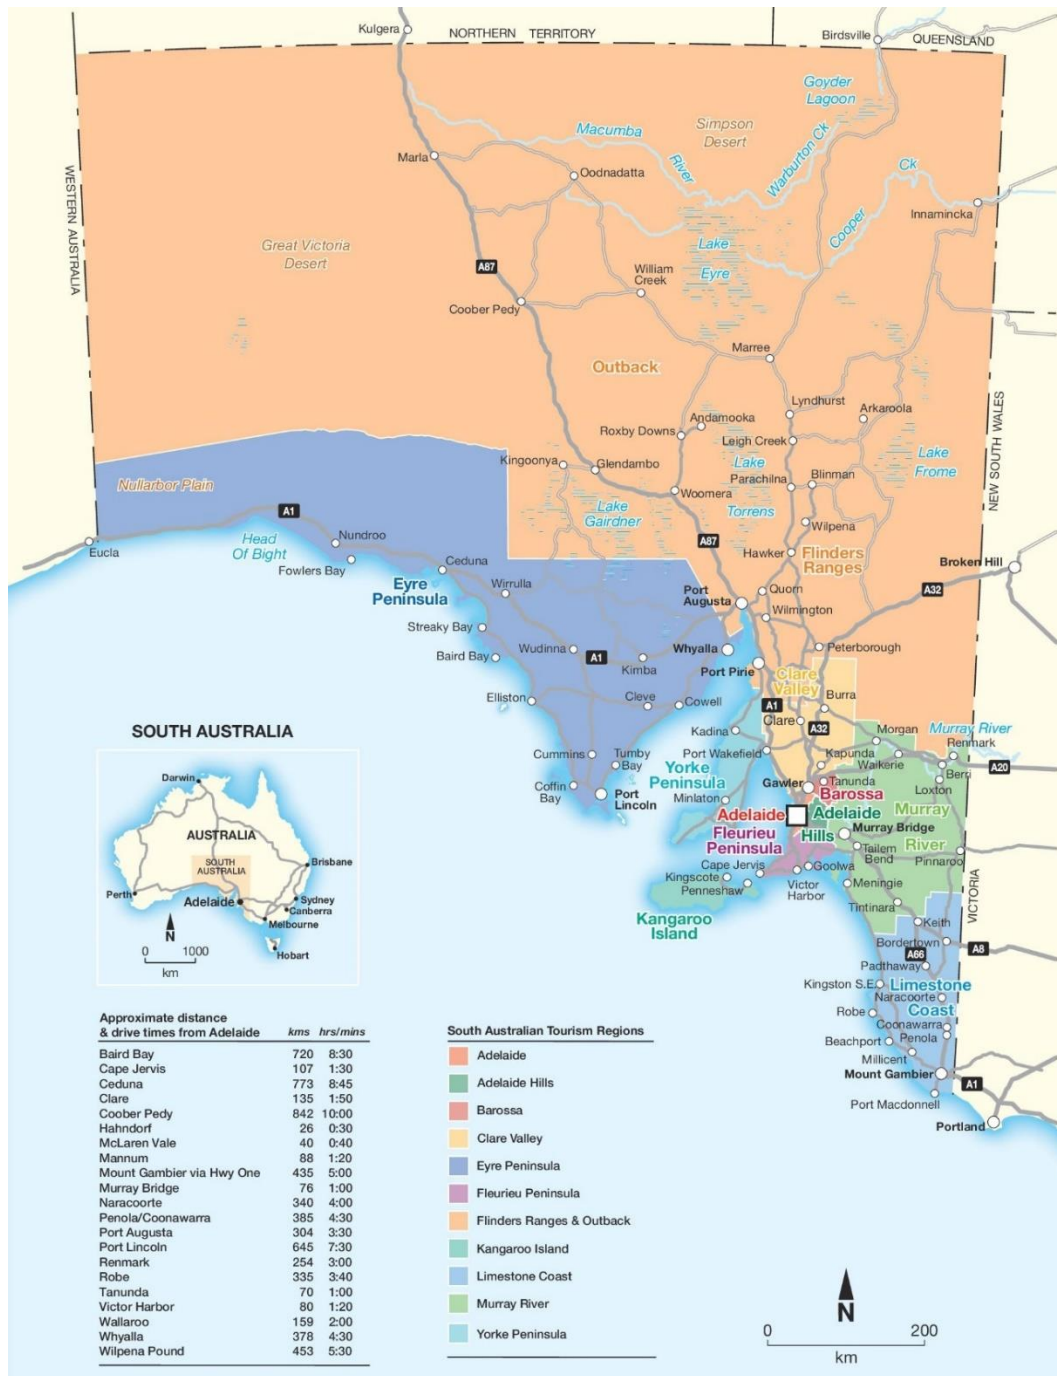 Kulgera
NORTHERN TERRITORY
Birdsville
QUEENSLAND
Goyder
Lagoon
Simpson
Desert
Macumba
River
Warburton Ck
Marla
Oodnadatta
Ck
Cooper
Innamincka
WESTERN AUSTRALIA
Great Victoria
Desert
Lake
Eyre
A87
William
Creek
Coober Pedy
Marree
Outback
Lyndhurst
Arkaroola
Andamooka
Roxby Downs
Leigh Creek
NEW SOUTH WALES
Kingoonya
Glendambo
Lake
Torrens
Parachilna
Blinman
Lake
Frome
Nullarbor Plain
Woomera
Lake
Gairdner
Wilpena
A1
Head
Of Bight
Nundroo
Eucla
Fowlers Bay
A87
Hawker
Flinders
Ranges
Broken Hill
Ceduna
Eyre
Peninsula
Wirrulla
Port
Augusta
Quorn
Wilmington
A32
Streaky Bay
Baird Bay
Wudinna
A1
Kimba
Whyalla
Port Pirie
Peterborough
Clare
Valley
Elliston
Cleve
Cowell
A1
Burra
Clare
A32
Kadina
Morgan
Murray River
Renmark
SOUTH AUSTRALIA
Cummins
Tumby
Bay
Port Wakefield
Kapunda
Waikerie
Berri
A20
Yorke
Peninsula
Coffin
Bay
Port
Lincoln
Minlaton
Gawler
Tanunda
Barossa
Loxton
Adelaide
Adelaide
Hills
Murray
River
Fleurieu
Peninsula
Murray Bridge
Tailem
Bend
Pinnaroo
Cape Jervis
Goolwa
Kingscote
Penneshaw
Victor
Harbor
Meningie
Tintinara
VICTORIA
Kangaroo
Island
Keith
Bordertown
A8
A66
Padthaway
Kingston S.E.
Limestone
Coast
Naracoorte
Robe
Coonawarra
Penola
Beachport
Millicent
Mount Gambier
A1
Port Macdonnell
Portland
Darwin
AUSTRALIA
SOUTH
AUSTRALIA
Brisbane
Perth
Adelaide
Sydney
Canberra
Melbourne
Hobart
N
0 1000
km
Approximate distance
& drive times from Adelaide kms hrs/mins
Baird Bay 720 8:30
Cape Jervis 107 1:30
Ceduna 773 8:45
Clare 135 1:50
Coober Pedy 842 10:00
Hahndorf 26 0:30
McLaren Vale 40 0:40
Mannum 88 1:20
Mount Gambier via Hwy One 435 5:00
Murray Bridge 76 1:00
Naracoorte 340 4:00
Penola/Coonawarra 385 4:30
Port Augusta 304 3:30
Port Lincoln 645 7:30
Renmark 254 3:00
Robe 335 3:40
Tanunda 70 1:00
Victor Harbor 80 1:20
Wallaroo 159 2:00
Whyalla 378 4:30
Wilpena Pound 453 5:30
South Australian Tourism Regions
Adelaide
Adelaide Hills
Barossa
Clare Valley
Eyre Peninsula
Fleurieu Peninsula
Flinders Ranges & Outback
Kangaroo Island
Limestone Coast
Murray River
Yorke Peninsula
N
0 200
km